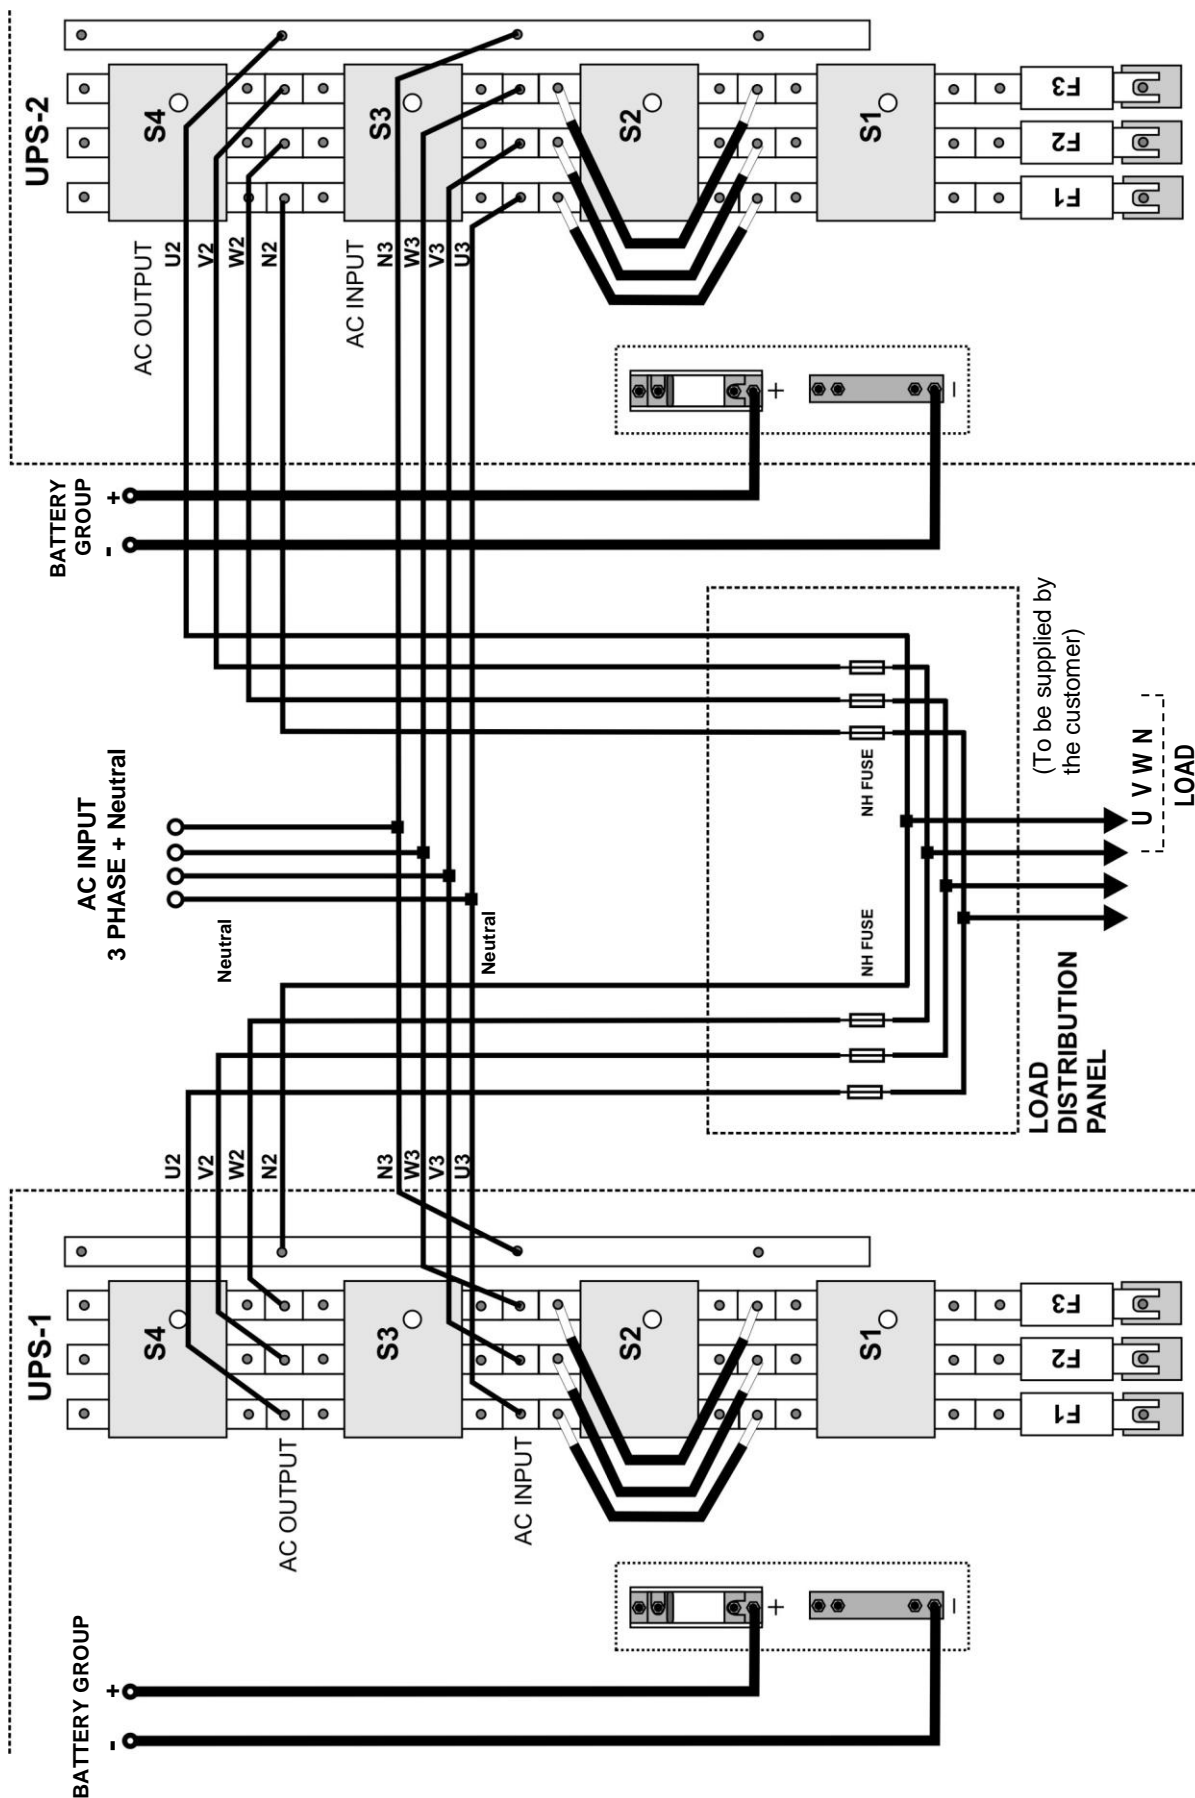 UPS-1
S4
S3
S2
S1
F1
F2
F3
AC OUTPUT
AC INPUT
BATTERY GROUP
-
+
+
–
U2
V2
W2
N2
N3
W3
V3
U3
AC INPUT
3 PHASE + Neutral
Neutral
Neutral
NH FUSE
NH FUSE
LOAD
DISTRIBUTION
PANEL
(To be supplied by
the customer)
U V W N
LOAD
BATTERY
GROUP
-
+
UPS-2
S4
S3
S2
S1
F1
F2
F3
AC OUTPUT
U2
V2
W2
N2
AC INPUT
N3
W3
V3
U3
+
–